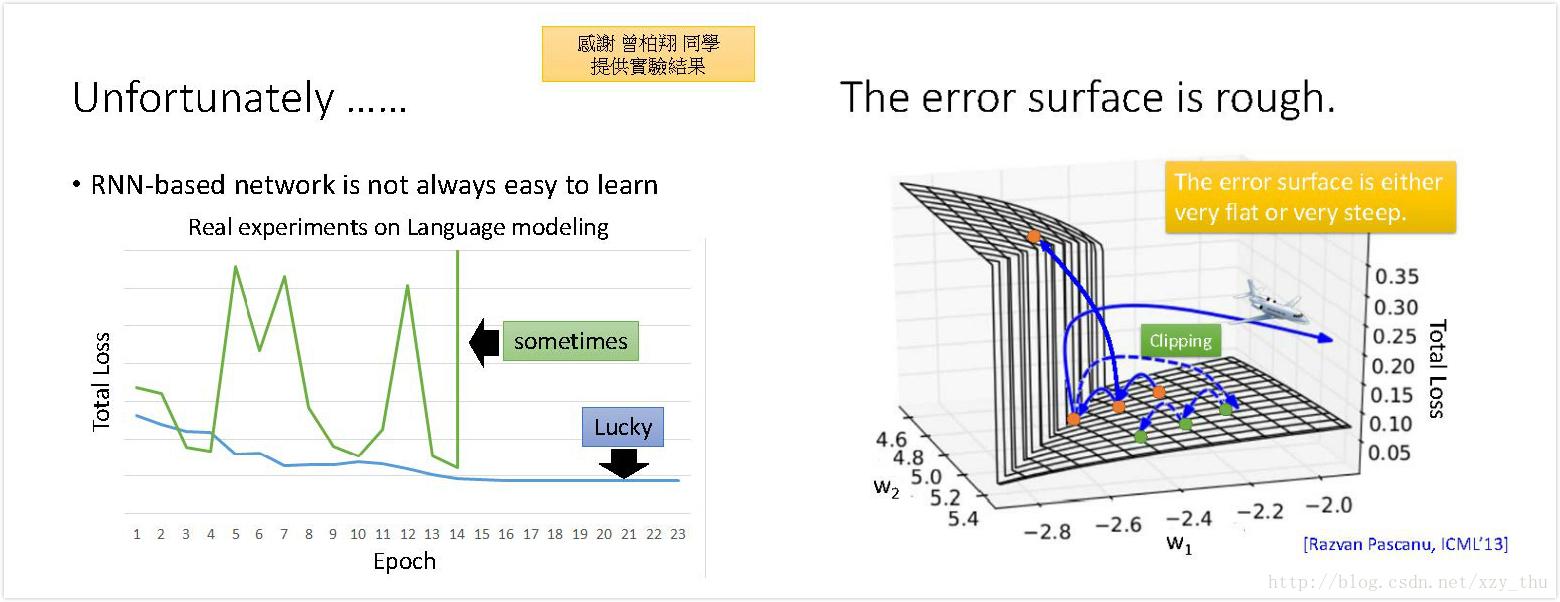 感謝 曾柏翔 同學
提供實驗結果
Unfortunately ……
• RNN-based network is not always easy to learn
Real experiments on Language modeling
Total Loss
sometimes
Lucky
1 2 3 4 5 6 7 8 9 10 11 12 13 14 15 16 17 18 19 20 21 22 23
Epoch
The error surface is rough.
The error surface is either
very flat or very steep.
Clipping
0.35
0.30
0.25
0.20
0.15
0.10
0.05
Total Loss
4.6
4.8
5.0
5.2
5.4
w2
−2.8 −2.6 −2.4 −2.2 −2.0
w1
[Razvan Pascanu, ICML’13]
http://blog.csdn.net/xzy_thu